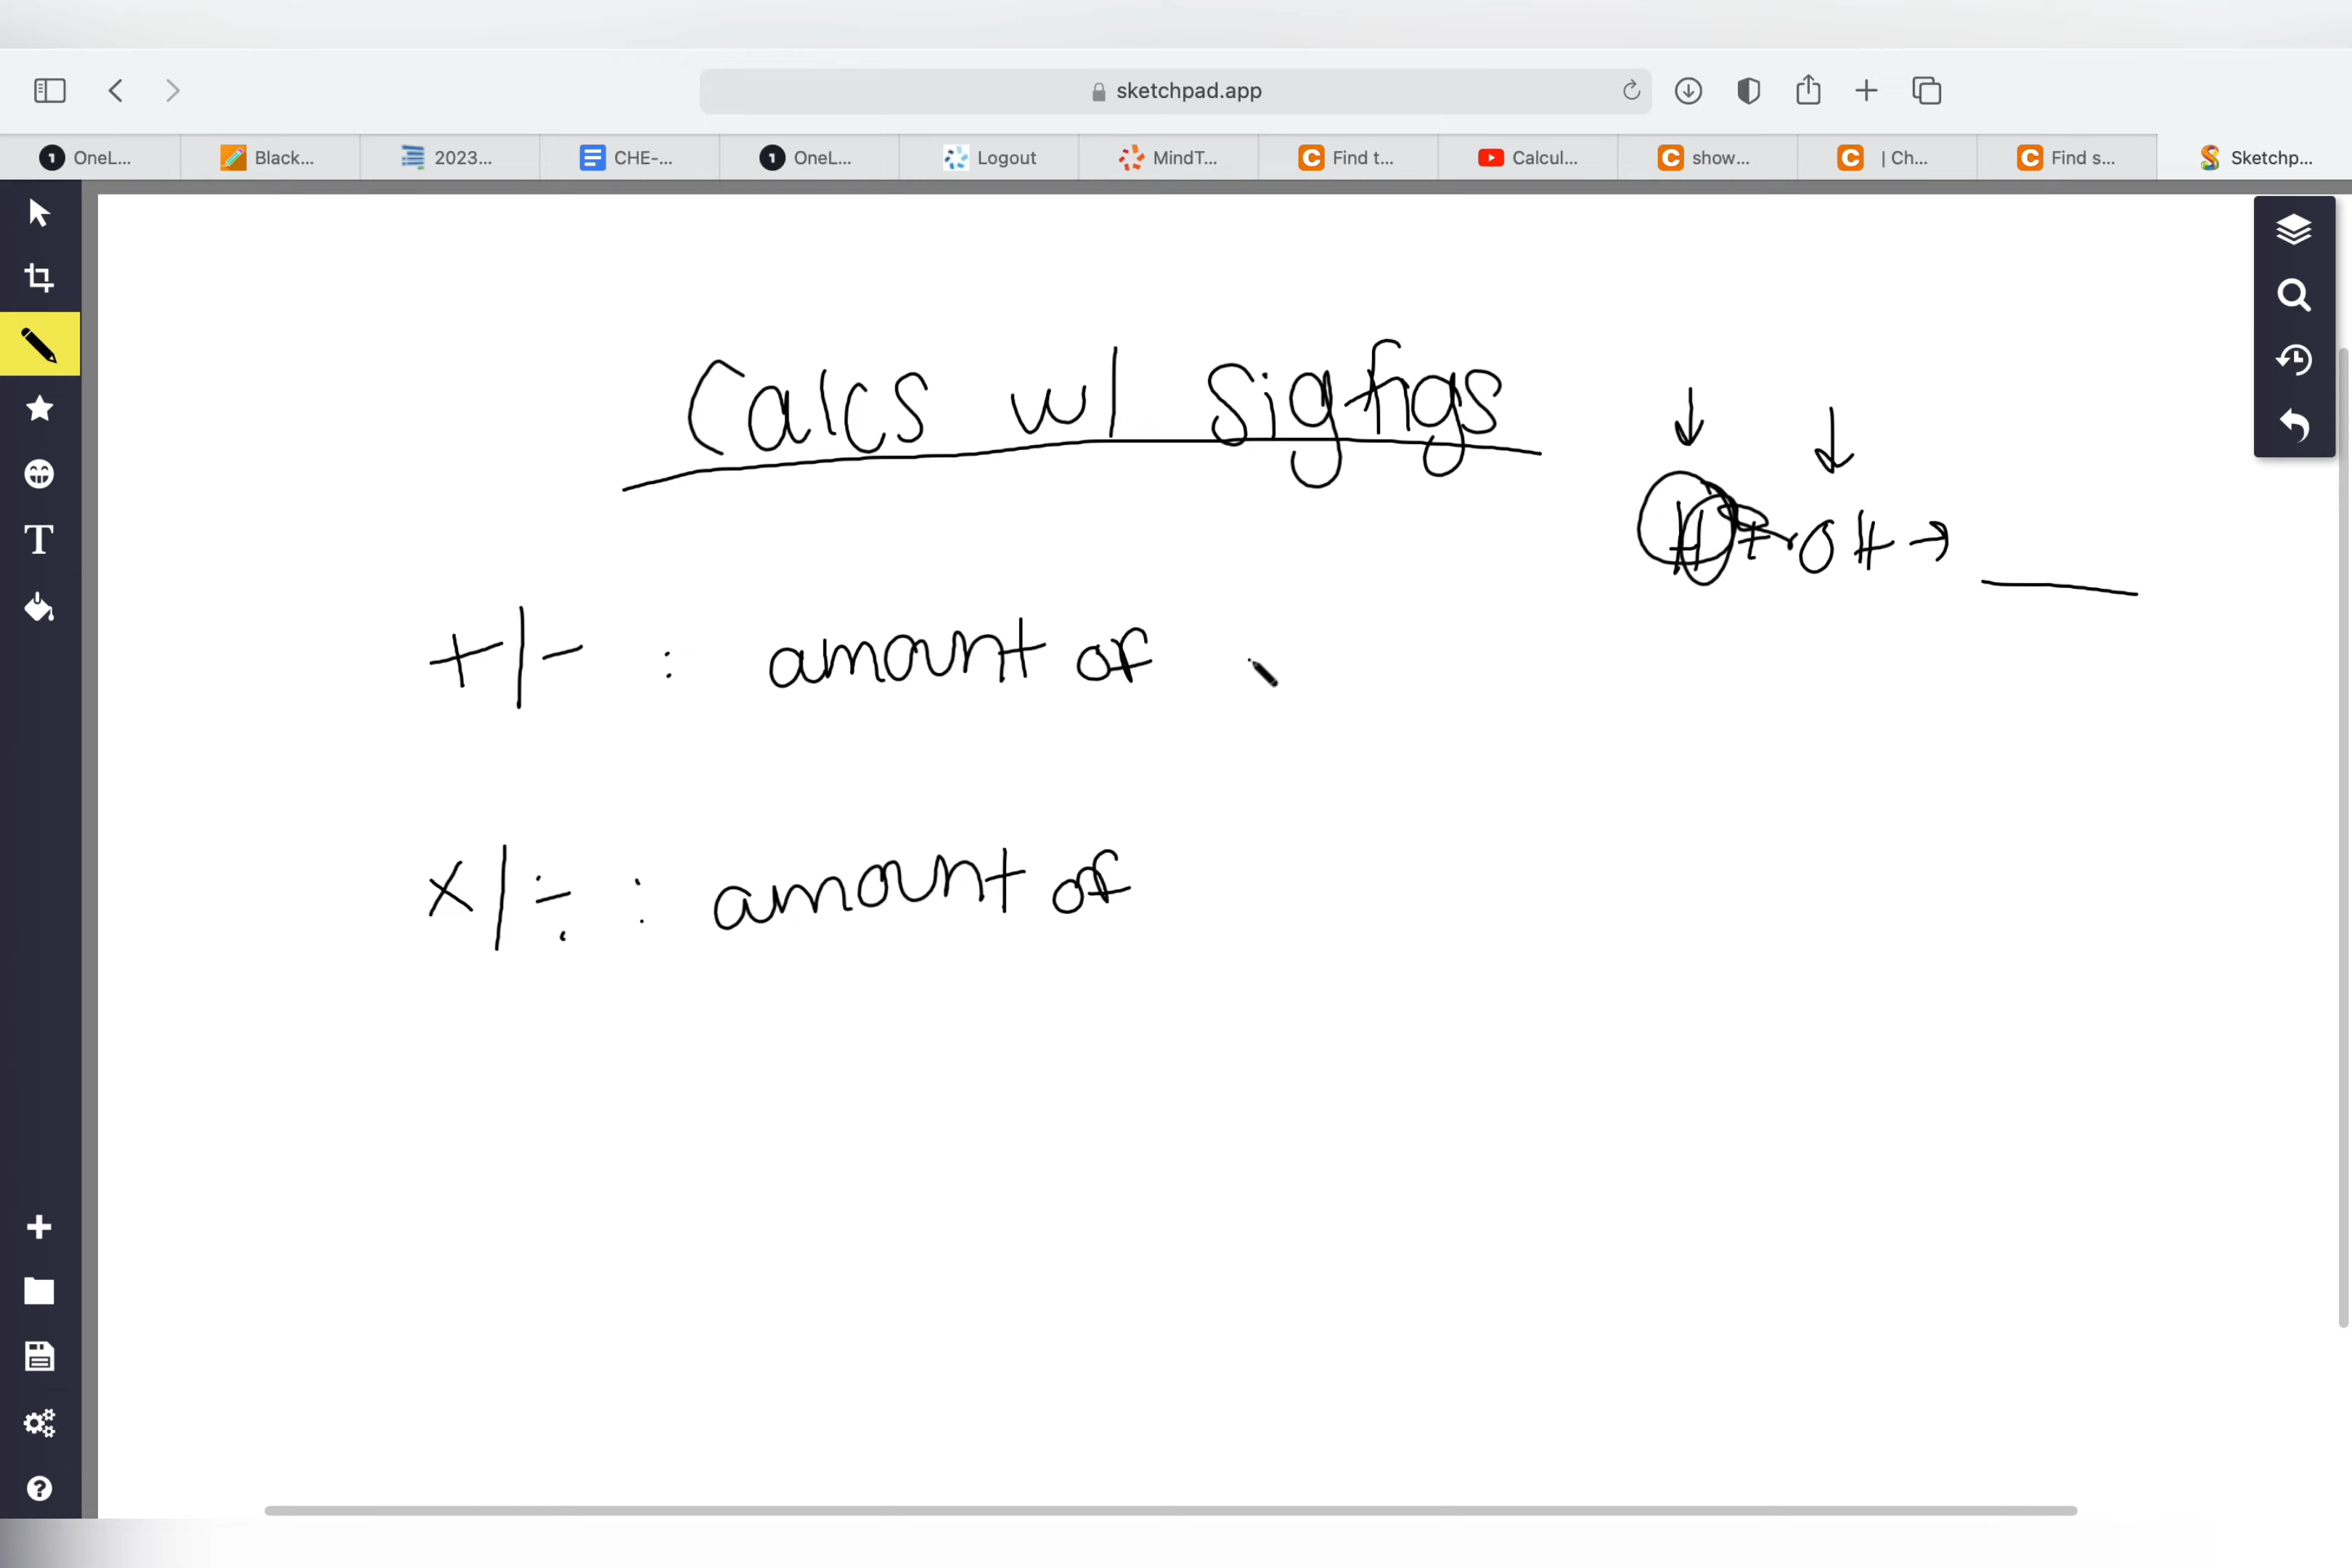 sketchpad.app
OneL... Black... 2023... CHE-... OneL... Logout MindT... Find t... Calcul... show... | Ch... Find s... Sketchp...
Calcs w/ sigfigs
+/- : amount of
x/÷ : amount of